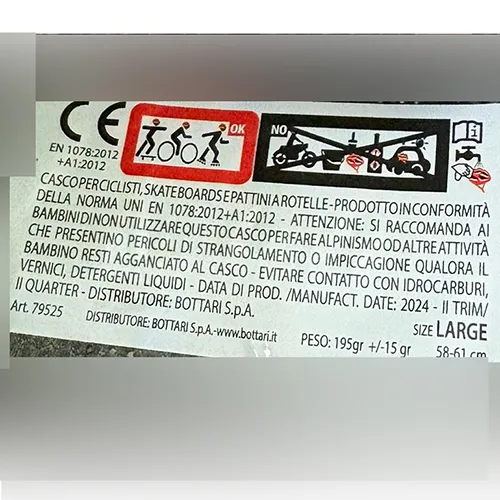 CE
EN 1078:2012
+A1:2012
OK
NO
CASCO PER CICLISTI, SKATEBOARDS E PATTINI A ROTELLE - PRODOTTO IN CONFORMITÀ
DELLA NORMA UNI EN 1078:2012+A1:2012 - ATTENZIONE: SI RACCOMANDA AI
BAMBINI DI NON UTILIZZARE QUESTO CASCO PER FARE ALPINISMO OD ALTRE ATTIVITÀ
CHE PRESENTINO PERICOLI DI STRANGOLAMENTO O IMPICCAGIONE QUALORA IL
BAMBINO RESTI AGGANCIATO AL CASCO - EVITARE CONTATTO CON IDROCARBURI,
VERNICI, DETERGENTI LIQUIDI - DATA DI PROD. /MANUFACT. DATE: 2024 - II TRIM/
II QUARTER - DISTRIBUTORE: BOTTARI S.p.A.
Art. 79525 DISTRIBUTORE: BOTTARI S.p.A.-www.bottari.it PESO: 195gr +/-15 gr SIZE LARGE
58-61 cm